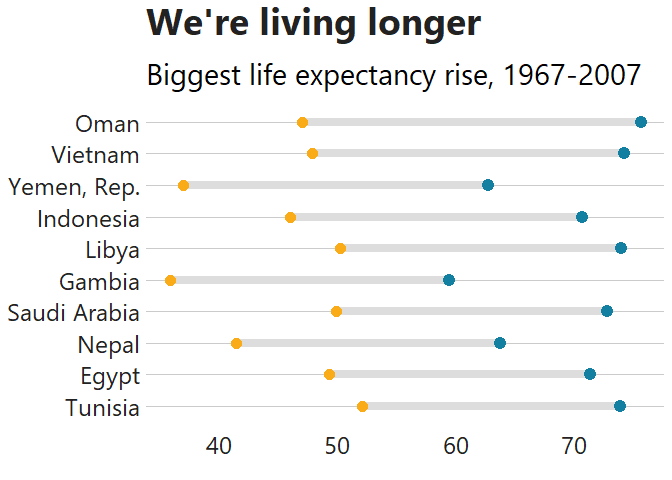 We're living longer
Biggest life expectancy rise, 1967-2007
Oman
Vietnam
Yemen, Rep.
Indonesia
Libya
Gambia
Saudi Arabia
Nepal
Egypt
Tunisia
40 50 60 70